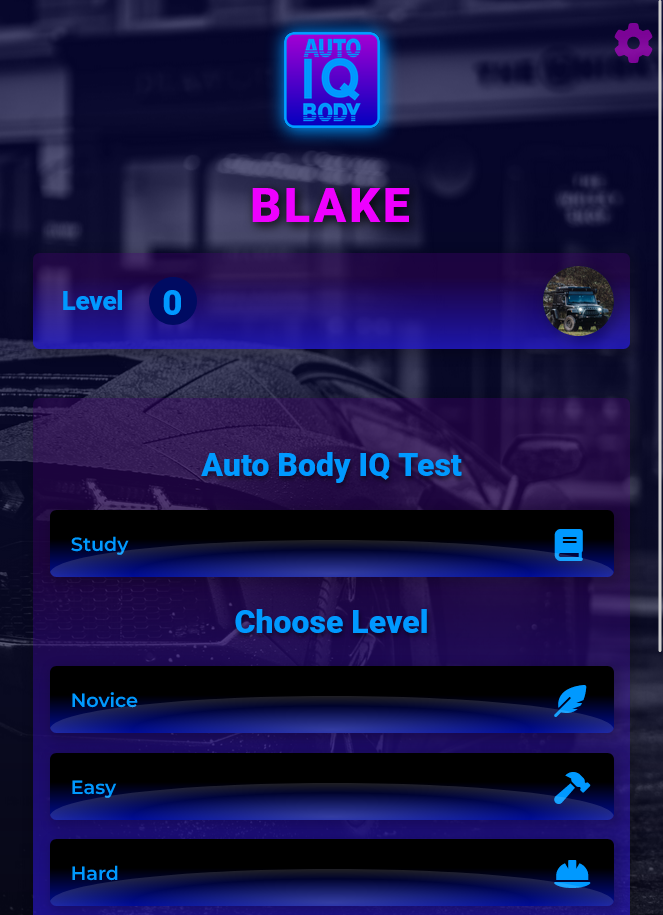 AUTO
IQ
BODY
BLAKE
Level 0
Auto Body IQ Test
Study
Choose Level
Novice
Easy
Hard